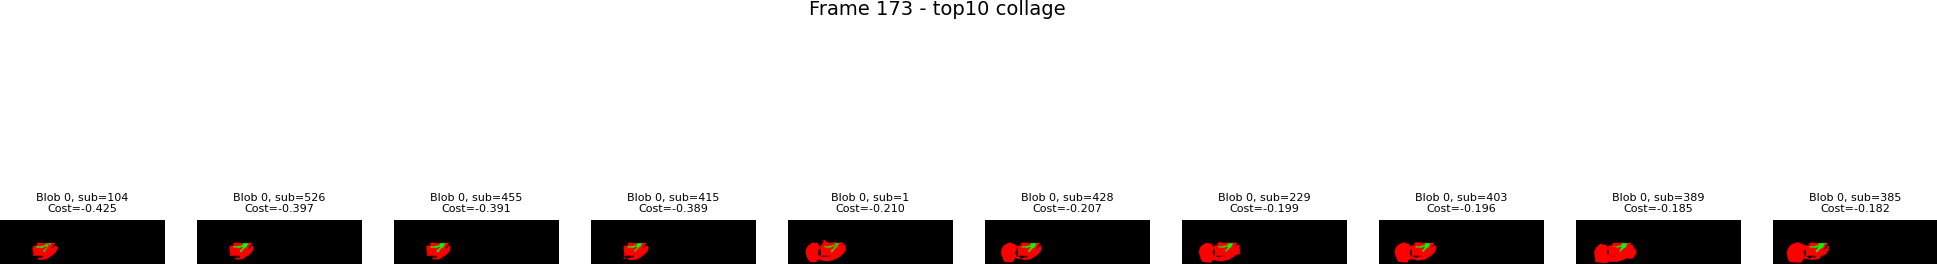 Frame 173 - top10 collage
Blob 0, sub=104
Cost=-0.425
Blob 0, sub=526
Cost=-0.397
Blob 0, sub=455
Cost=-0.391
Blob 0, sub=415
Cost=-0.389
Blob 0, sub=1
Cost=-0.210
Blob 0, sub=428
Cost=-0.207
Blob 0, sub=229
Cost=-0.199
Blob 0, sub=403
Cost=-0.196
Blob 0, sub=389
Cost=-0.185
Blob 0, sub=385
Cost=-0.182